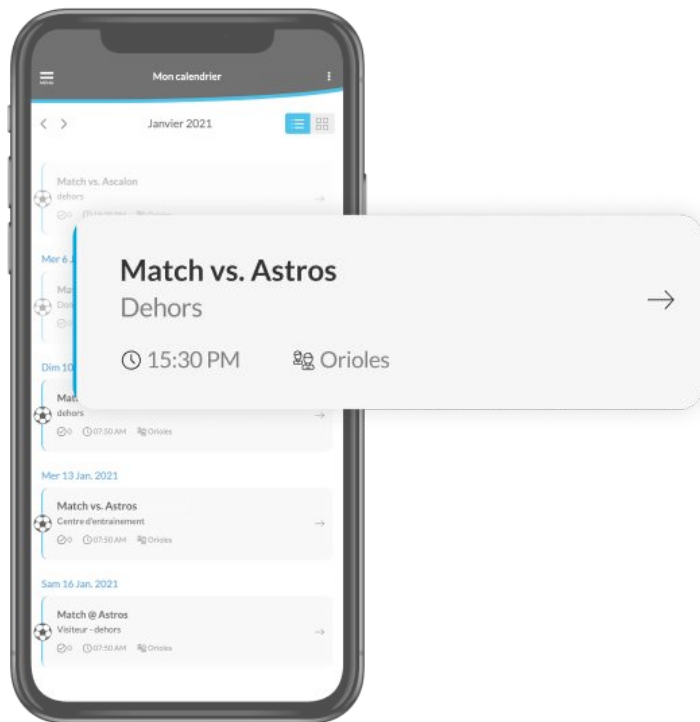 MENU
Mon calendrier
Janvier 2021
Match vs. Ascalon
dehors
Match vs. Astros
Dehors
15:30 PM Orioles
Mer 6
Dim 10
dehors
0 07:50 AM Orioles
Mer 13 Jan. 2021
Match vs. Astros
Centre d'entrainement
0 07:50 AM Orioles
Sam 16 Jan. 2021
Match @ Astros
Visiteur - dehors
0 07:50 AM Orioles